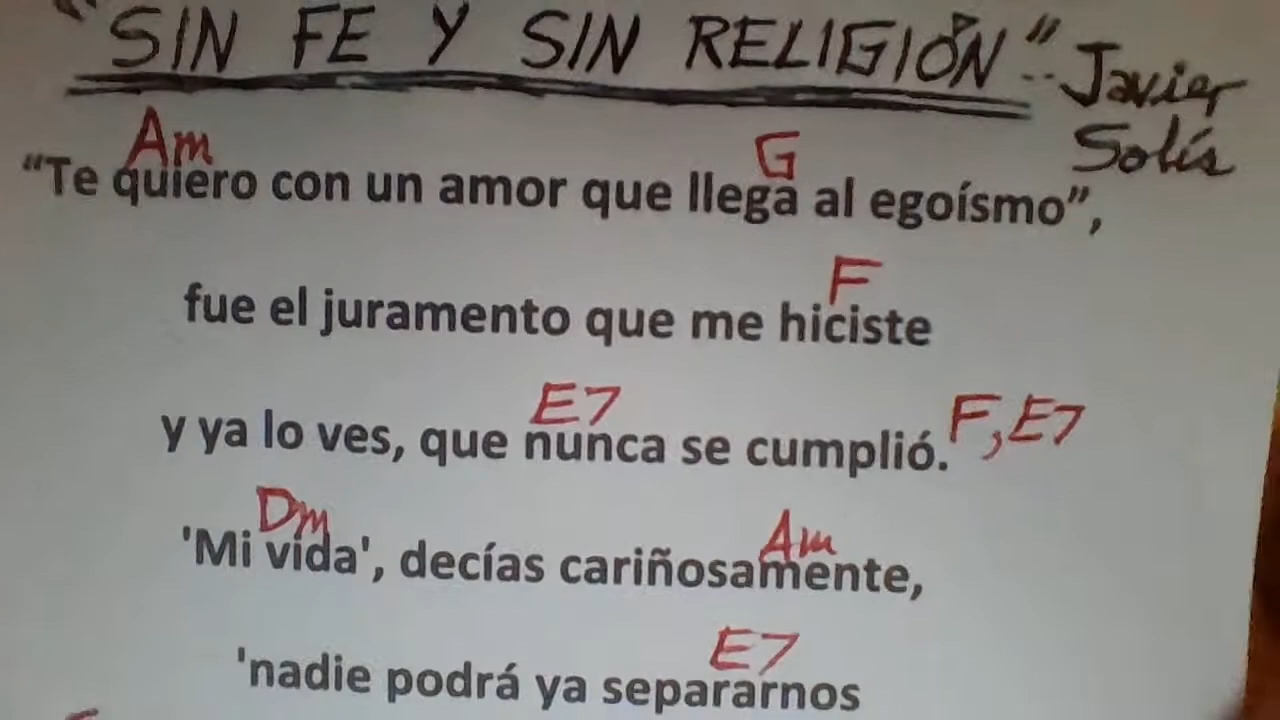 "SIN FE Y SIN RELIGIÓN".. Javier
Solís
Am G
"Te quiero con un amor que llega al egoísmo",
F
fue el juramento que me hiciste
E7 F, E7
y ya lo ves, que nunca se cumplió.
Dm Am
'Mi vida', decías cariñosamente,
E7
'nadie podrá ya separarnos